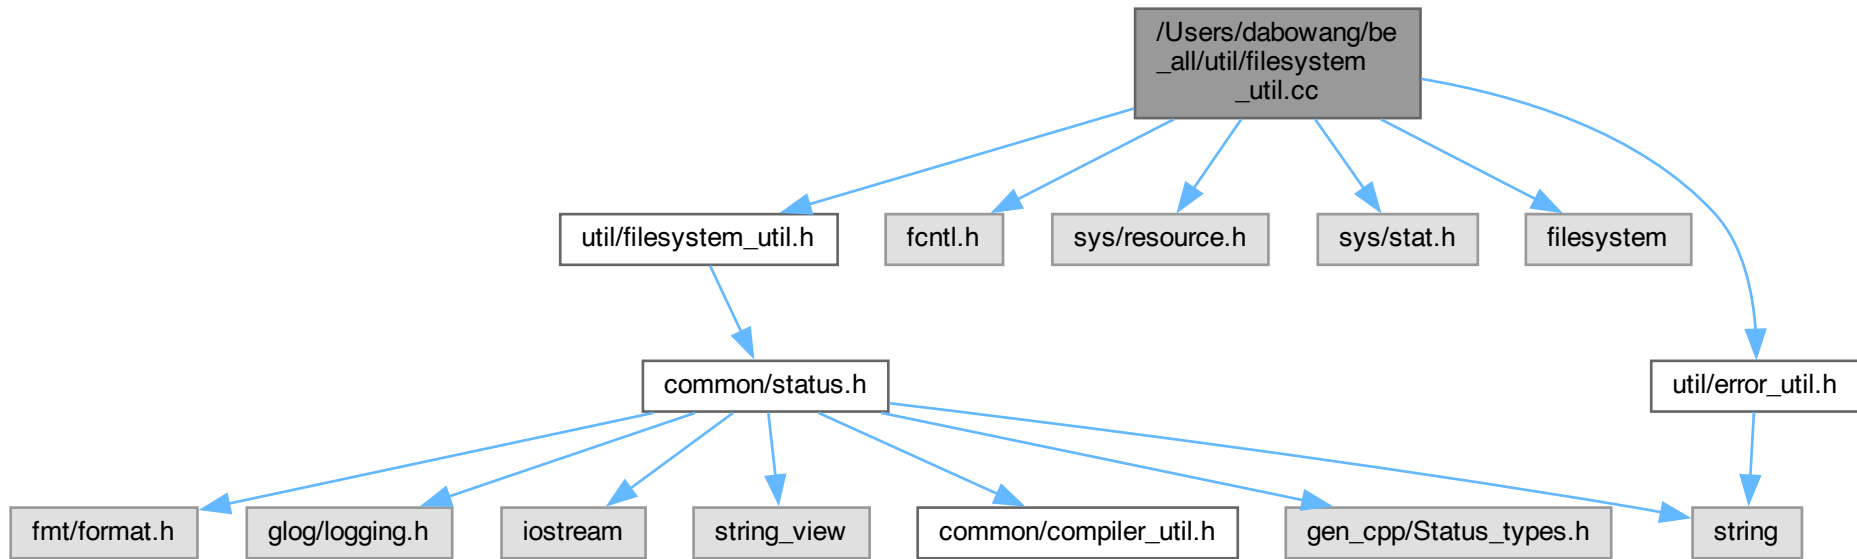 /Users/dabowang/be
_all/util/filesystem
_util.cc
util/filesystem_util.h
fcntl.h
sys/resource.h
sys/stat.h
filesystem
common/status.h
util/error_util.h
fmt/format.h
glog/logging.h
iostream
string_view
common/compiler_util.h
gen_cpp/Status_types.h
string